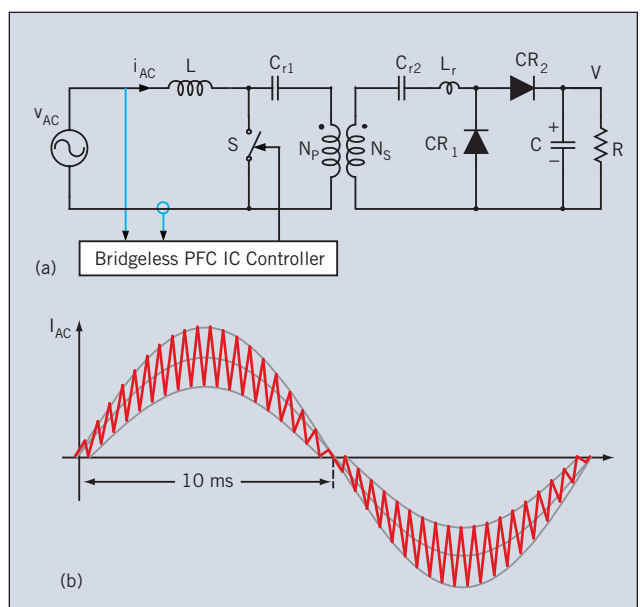 i_AC L C_r1 C_r2 L_r CR_2 V
v_AC S N_P N_S CR_1 C + − R
Bridgeless PFC IC Controller
(a)
I_AC
10 ms
(b)